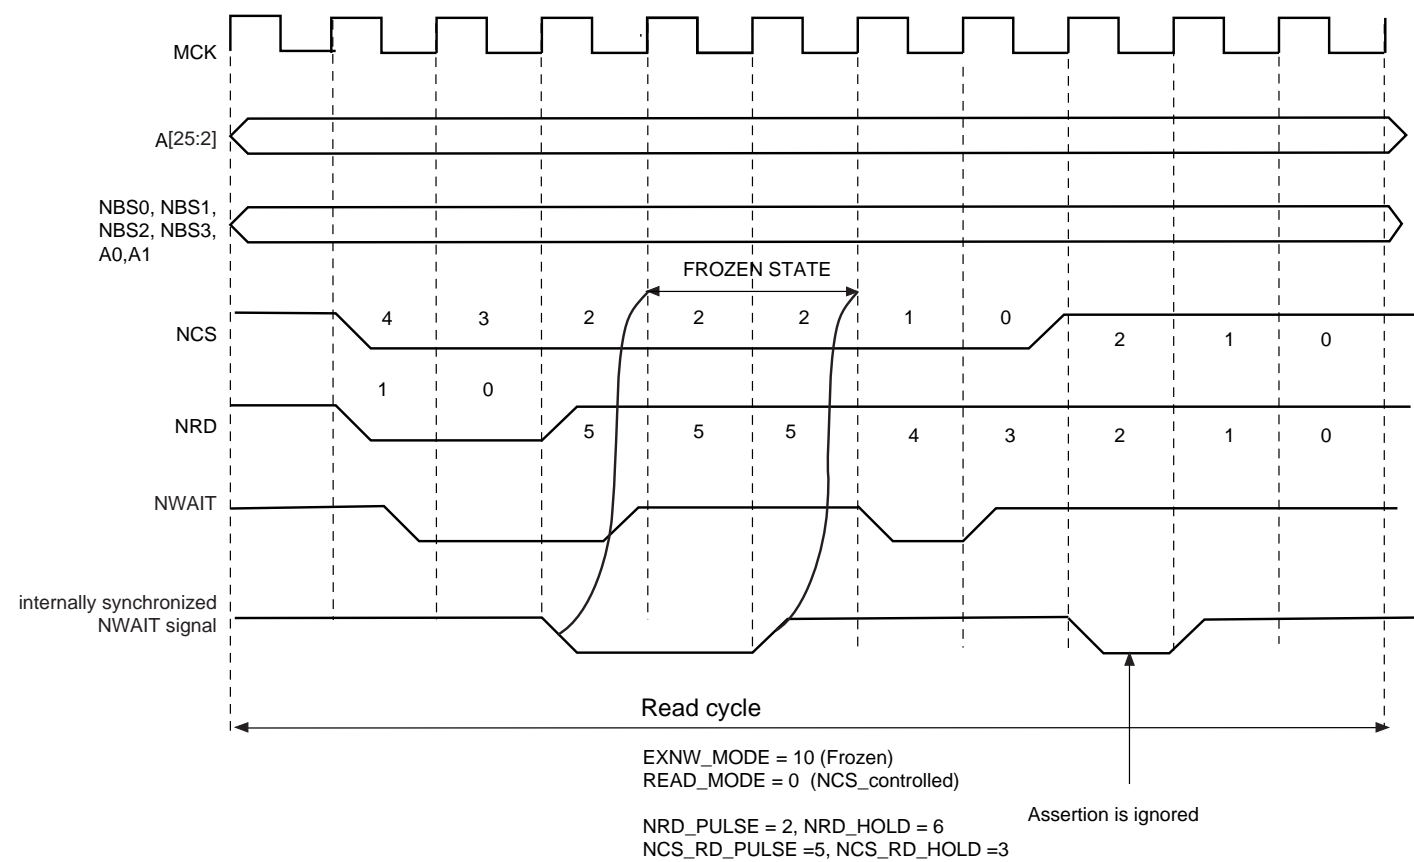 MCK
A[25:2]
NBS0, NBS1,
NBS2, NBS3,
A0,A1
FROZEN STATE
NCS
4 3 2 2 2 1 0
2 1 0
1 0
NRD
5 5 5 4 3 2 1 0
NWAIT
internally synchronized
NWAIT signal
Read cycle
EXNW_MODE = 10 (Frozen)
READ_MODE = 0 (NCS_controlled)
Assertion is ignored
NRD_PULSE = 2, NRD_HOLD = 6
NCS_RD_PULSE =5, NCS_RD_HOLD =3